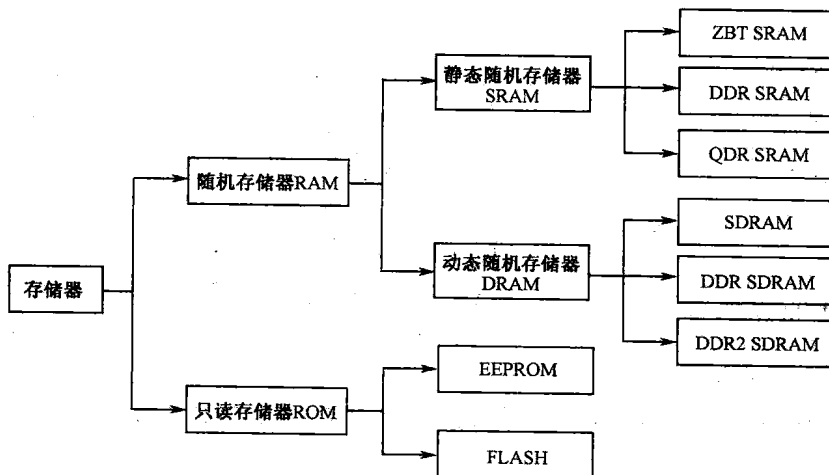 存储器
随机存储器RAM
静态随机存储器
SRAM
ZBT SRAM
DDR SRAM
QDR SRAM
动态随机存储器
DRAM
SDRAM
DDR SDRAM
DDR2 SDRAM
只读存储器ROM
EEPROM
FLASH